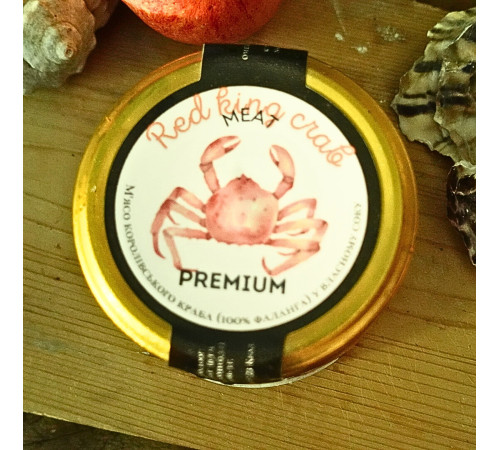 Red king crab
MEAT
PREMIUM
М'ЯСО КОРОЛІВСЬКОГО КРАБА (100% ФАЛАНГА) У ВЛАСНОМУ СОКУ